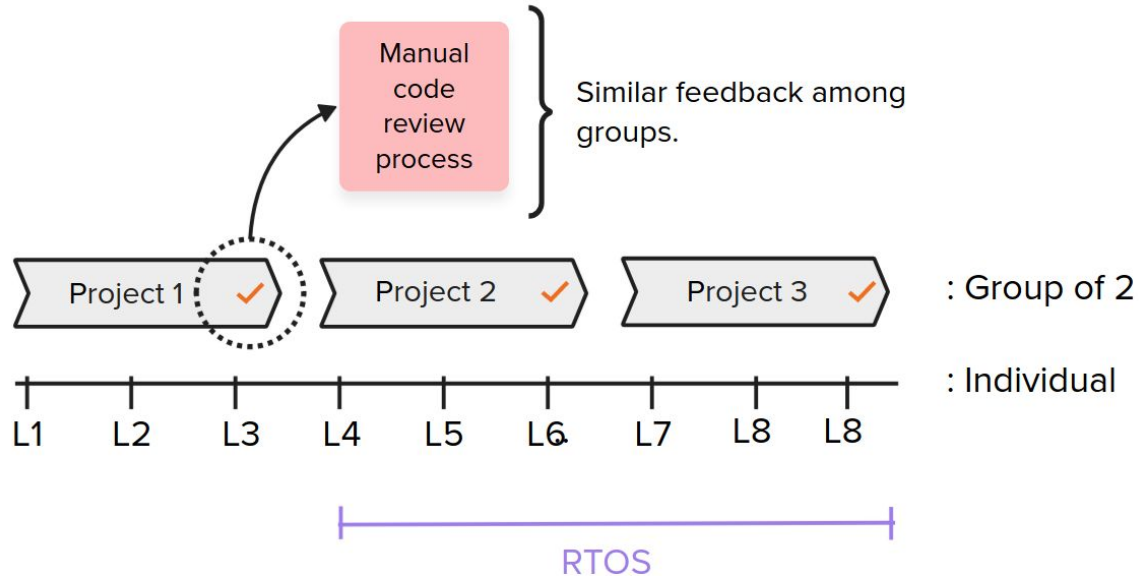 Manual
code
review
process
Similar feedback among
groups.
Project 1
Project 2
Project 3
: Group of 2
: Individual
L1 L2 L3 L4 L5 L6. L7 L8 L8
RTOS